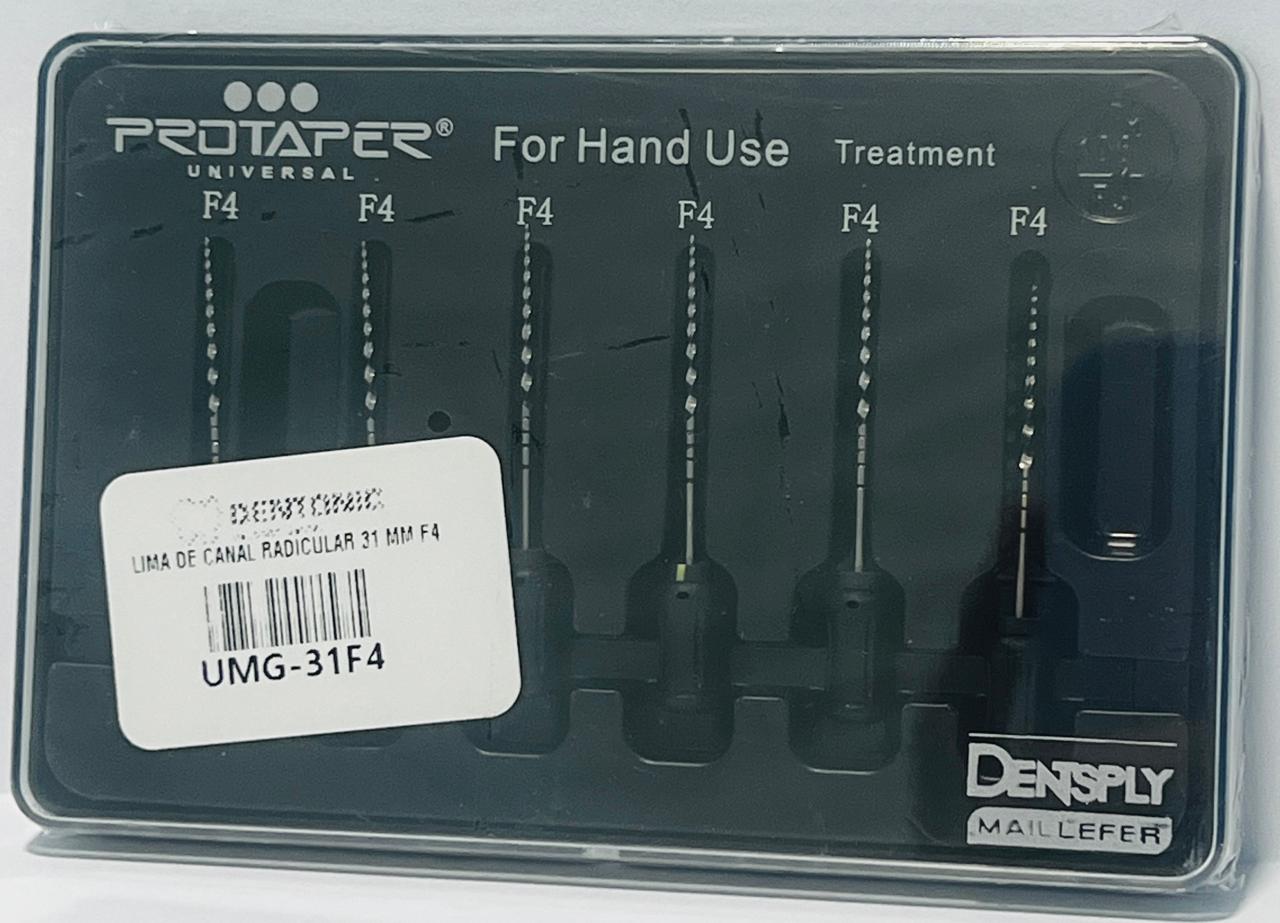 PROTAPER®
UNIVERSAL
For Hand Use
Treatment
F4 F4 F4 F4 F4 F4
DENTONIC
LIMA DE CANAL RADICULAR 31 MM F4
UMG-31F4
DENTSPLY
MAILLEFER